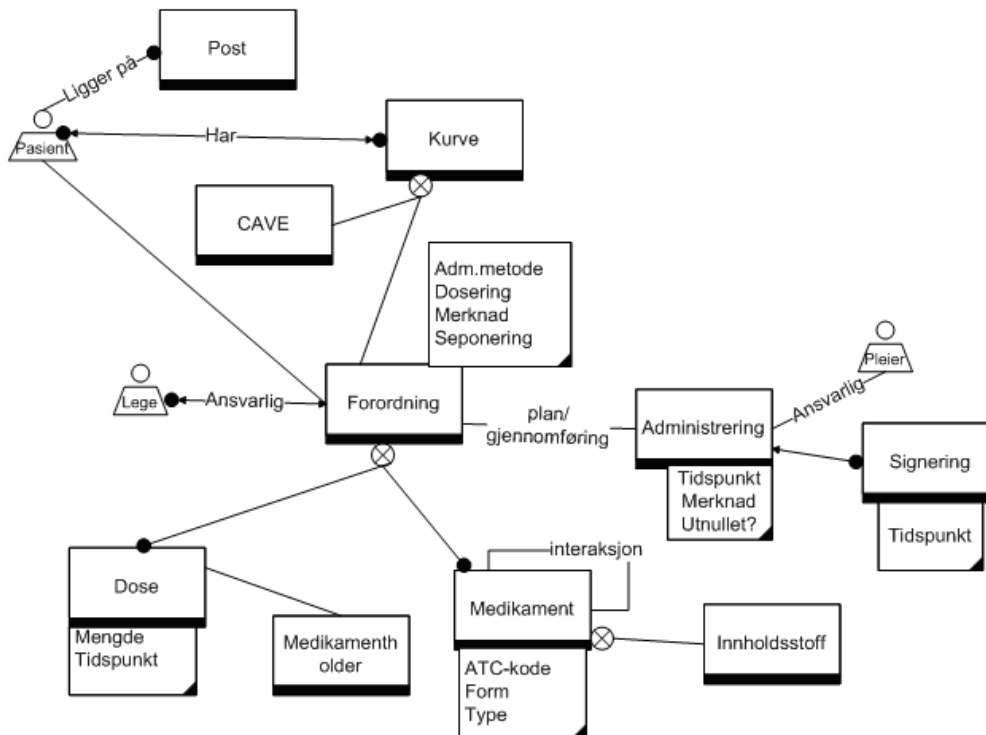 Post
Ligger på
Pasient
Har
Kurve
CAVE
Adm.metode
Dosering
Merknad
Seponering
Lege
Ansvarlig
Forordning
plan/
gjennomføring
Administrering
Ansvarlig
Pleier
Signering
Tidspunkt
Merknad
Utnullet?
Tidspunkt
interaksjon
Dose
Mengde
Tidspunkt
Medikamenth
older
Medikament
ATC-kode
Form
Type
Innholdsstoff